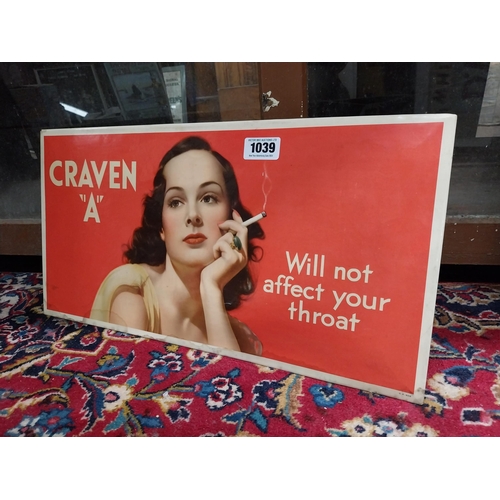 CRAVEN
"A"
1039
Will not
affect your
throat